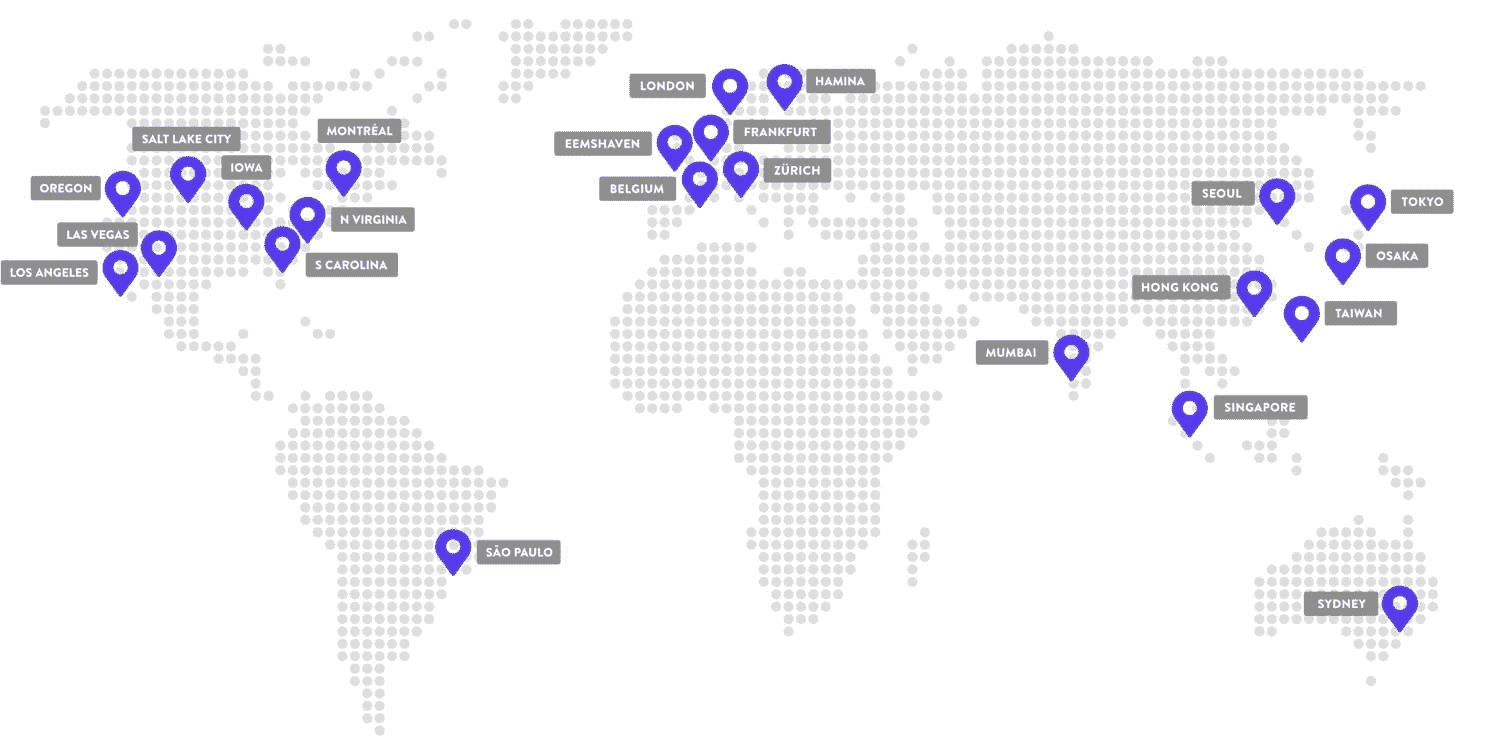 LONDON
HAMINA
MONTRÉAL
SALT LAKE CITY
FRANKFURT
EEMSHAVEN
IOWA
ZÜRICH
OREGON
BELGIUM
SEOUL
TOKYO
N VIRGINIA
LAS VEGAS
OSAKA
S CAROLINA
LOS ANGELES
HONG KONG
TAIWAN
MUMBAI
SINGAPORE
SÃO PAULO
SYDNEY